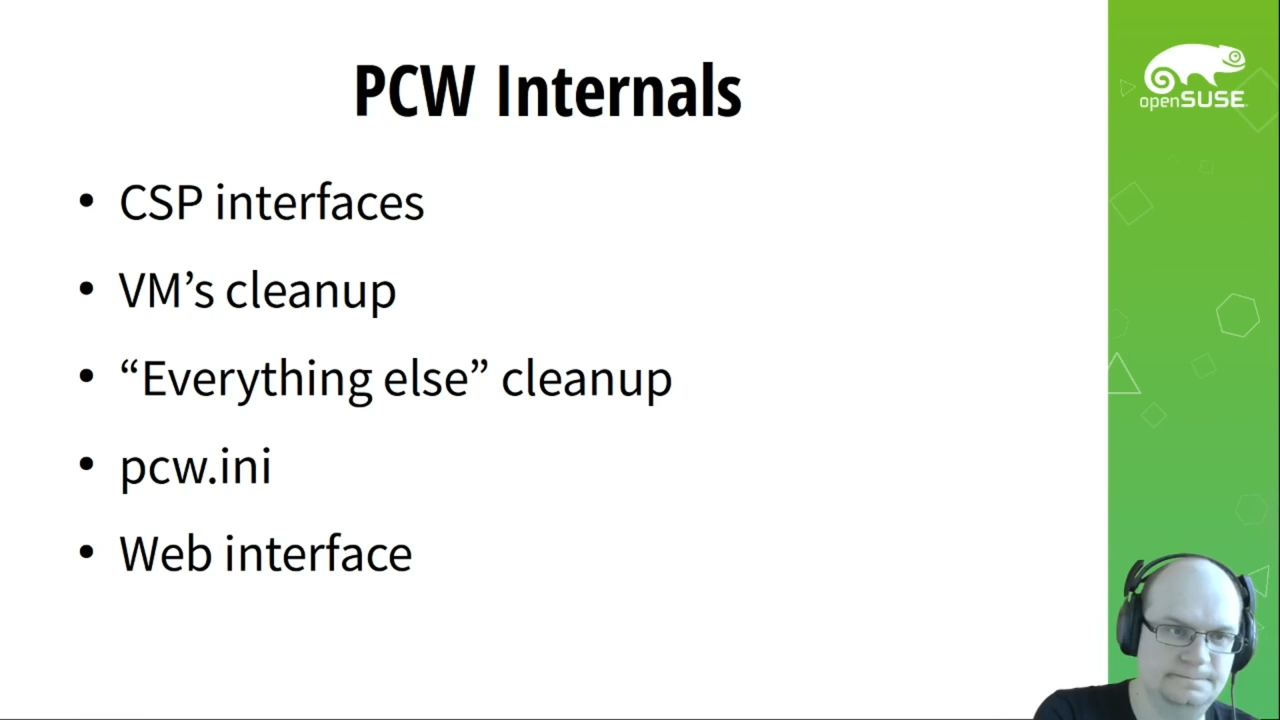 PCW Internals
openSUSE
• CSP interfaces
• VM’s cleanup
• “Everything else” cleanup
• pcw.ini
• Web interface